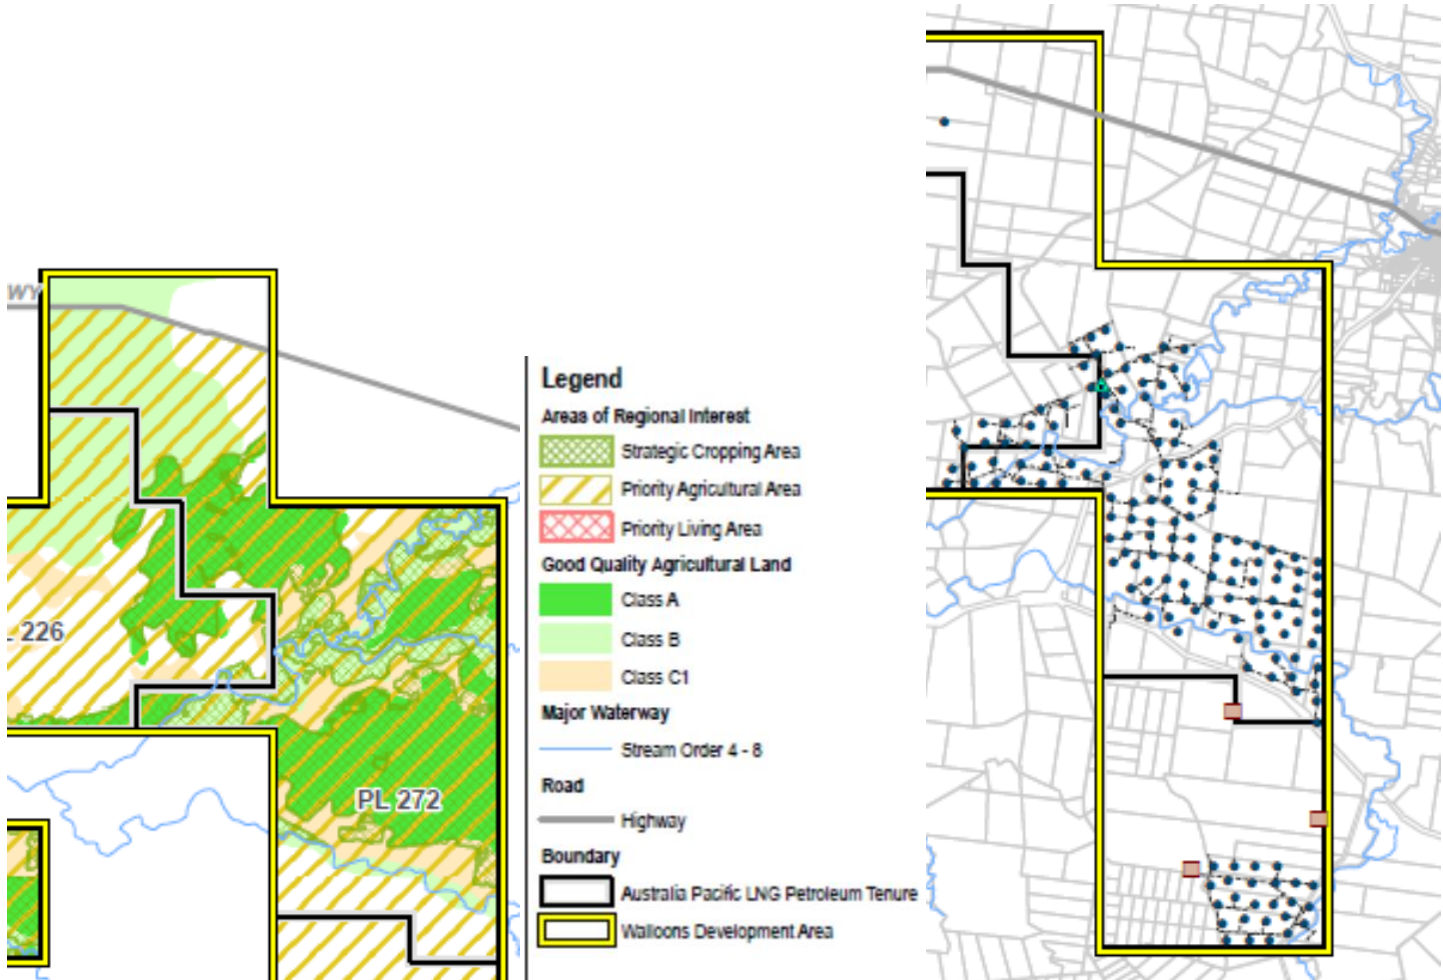 WY
L 226
PL 272
Legend
Areas of Regional Interest
Strategic Cropping Area
Priority Agricultural Area
Priority Living Area
Good Quality Agricultural Land
Class A
Class B
Class C1
Major Waterway
Stream Order 4 - 8
Road
Highway
Boundary
Australia Pacific LNG Petroleum Tenure
Walloons Development Area